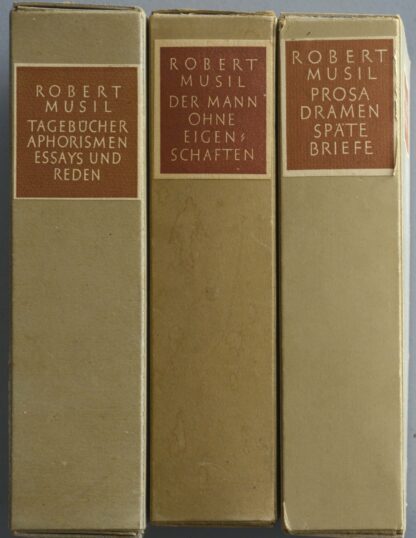 ROBERT
MUSIL
TAGEBÜCHER
APHORISMEN
ESSAYS UND
REDEN
ROBERT
MUSIL
DER MANN
OHNE
EIGEN-
SCHAFTEN
ROBERT
MUSIL
PROSA
DRAMEN
SPÄTE
BRIEFE